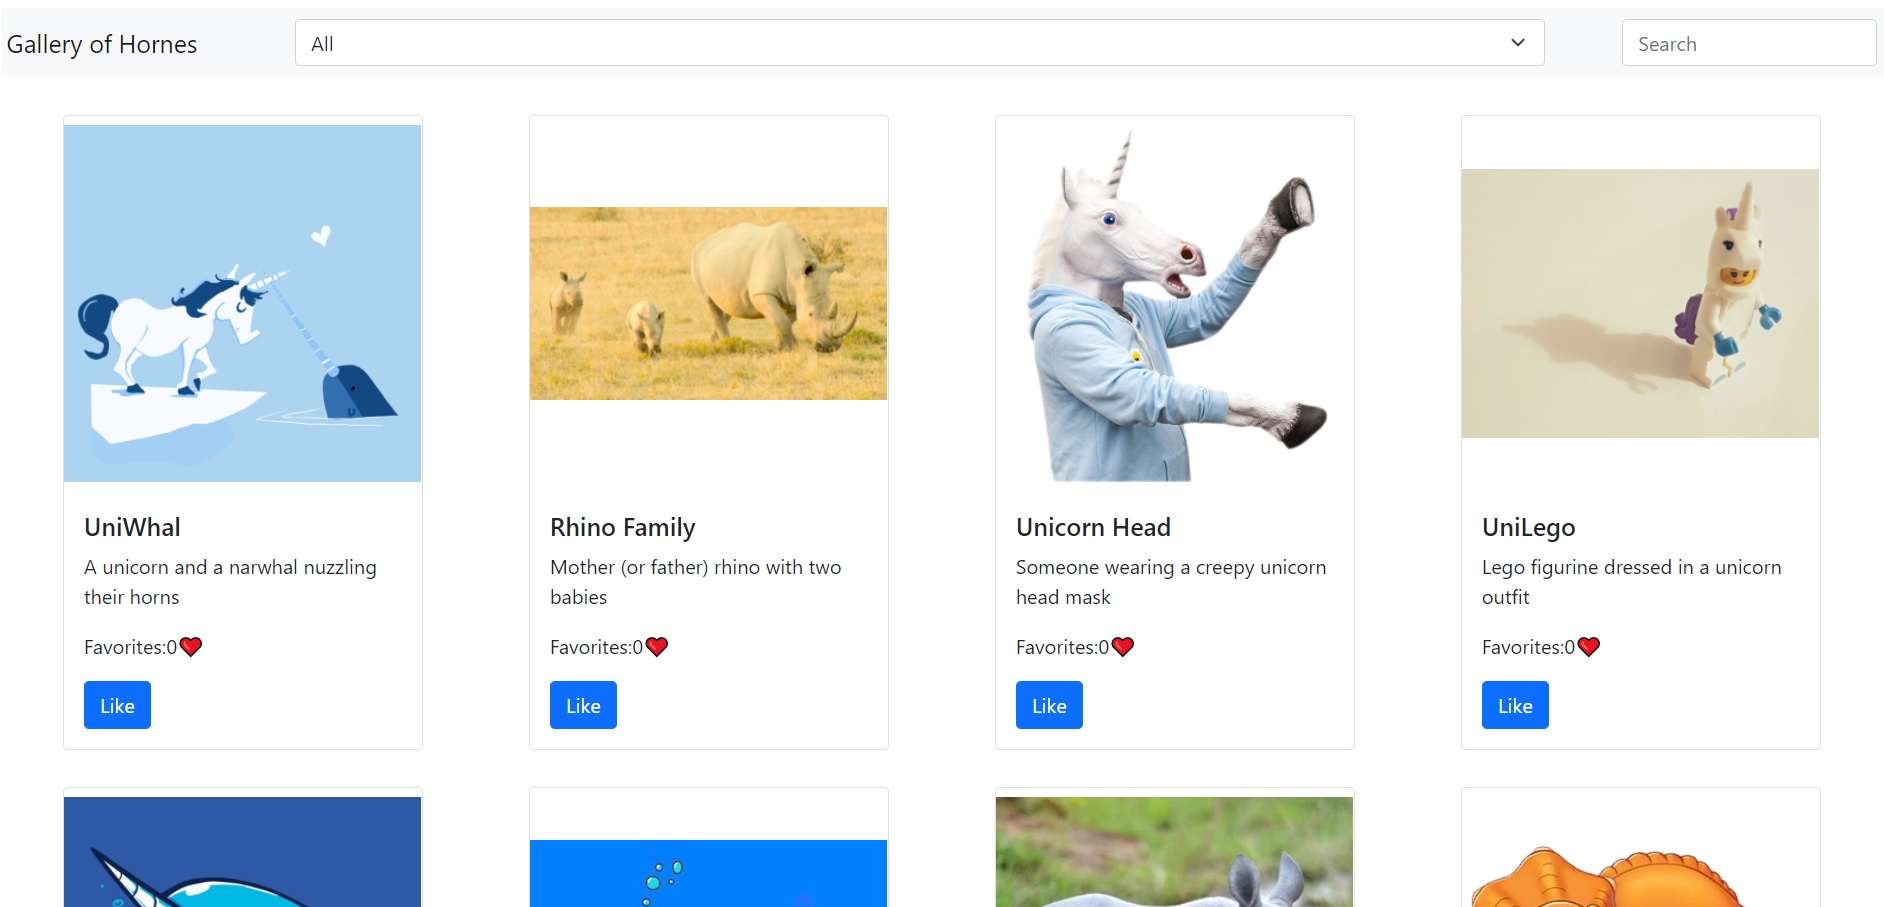 Gallery of Hornes
All
Search
UniWhal
A unicorn and a narwhal nuzzling
their horns
Favorites:0❤️
Like
Rhino Family
Mother (or father) rhino with two
babies
Favorites:0❤️
Like
Unicorn Head
Someone wearing a creepy unicorn
head mask
Favorites:0❤️
Like
UniLego
Lego figurine dressed in a unicorn
outfit
Favorites:0❤️
Like